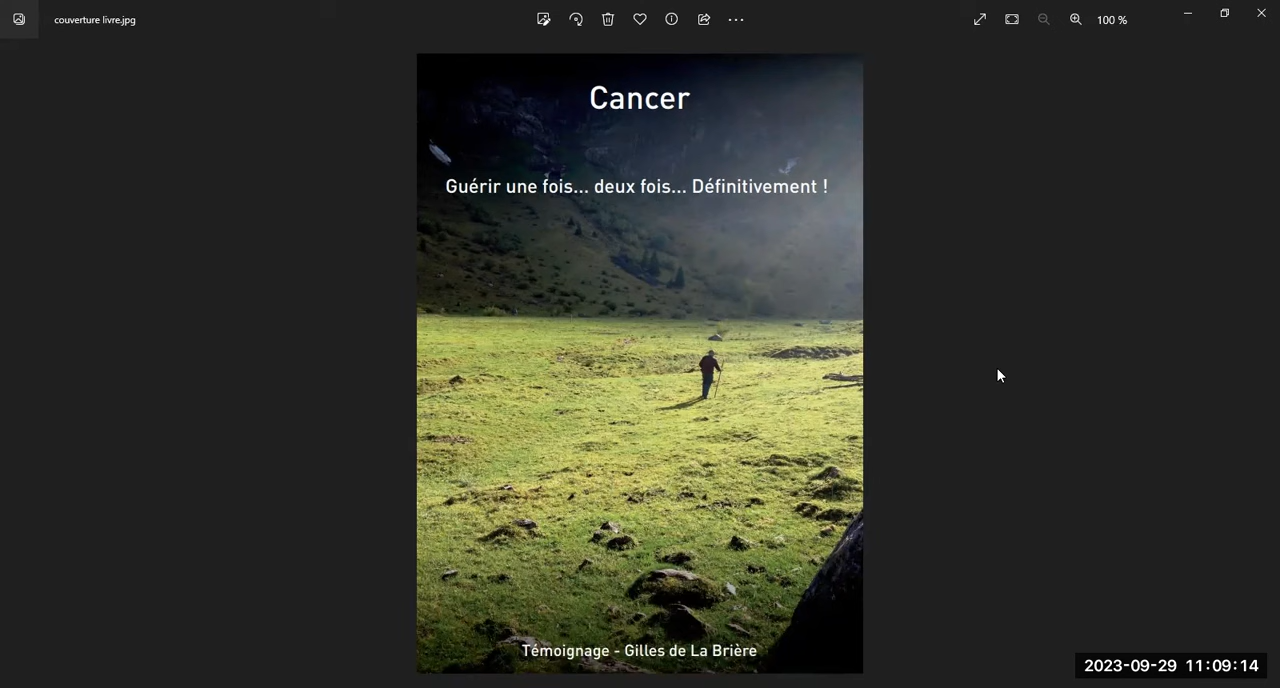 couverture livre.jpg
100 %
Cancer
Guérir une fois... deux fois... Définitivement !
Témoignage - Gilles de La Brière
2023-09-29 11:09:14